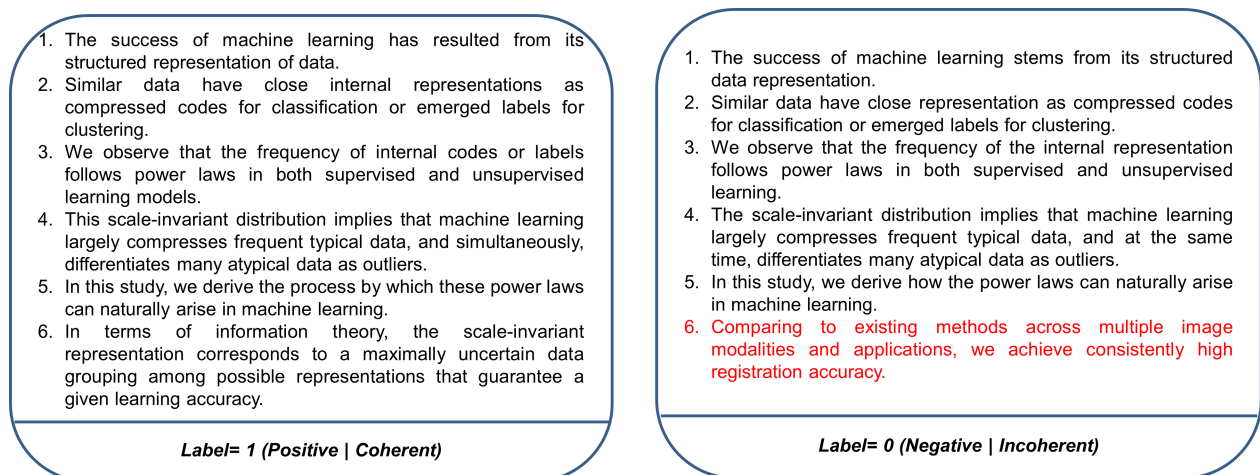 1. The success of machine learning has resulted from its
structured representation of data.
2. Similar data have close internal representations as
compressed codes for classification or emerged labels for
clustering.
3. We observe that the frequency of internal codes or labels
follows power laws in both supervised and unsupervised
learning models.
4. This scale-invariant distribution implies that machine learning
largely compresses frequent typical data, and simultaneously,
differentiates many atypical data as outliers.
5. In this study, we derive the process by which these power laws
can naturally arise in machine learning.
6. In terms of information theory, the scale-invariant
representation corresponds to a maximally uncertain data
grouping among possible representations that guarantee a
given learning accuracy.
Label= 1 (Positive | Coherent)
1. The success of machine learning stems from its structured
data representation.
2. Similar data have close representation as compressed codes
for classification or emerged labels for clustering.
3. We observe that the frequency of the internal representation
follows power laws in both supervised and unsupervised
learning.
4. The scale-invariant distribution implies that machine learning
largely compresses frequent typical data, and at the same
time, differentiates many atypical data as outliers.
5. In this study, we derive how the power laws can naturally arise
in machine learning.
6. Comparing to existing methods across multiple image
modalities and applications, we achieve consistently high
registration accuracy.
Label= 0 (Negative | Incoherent)